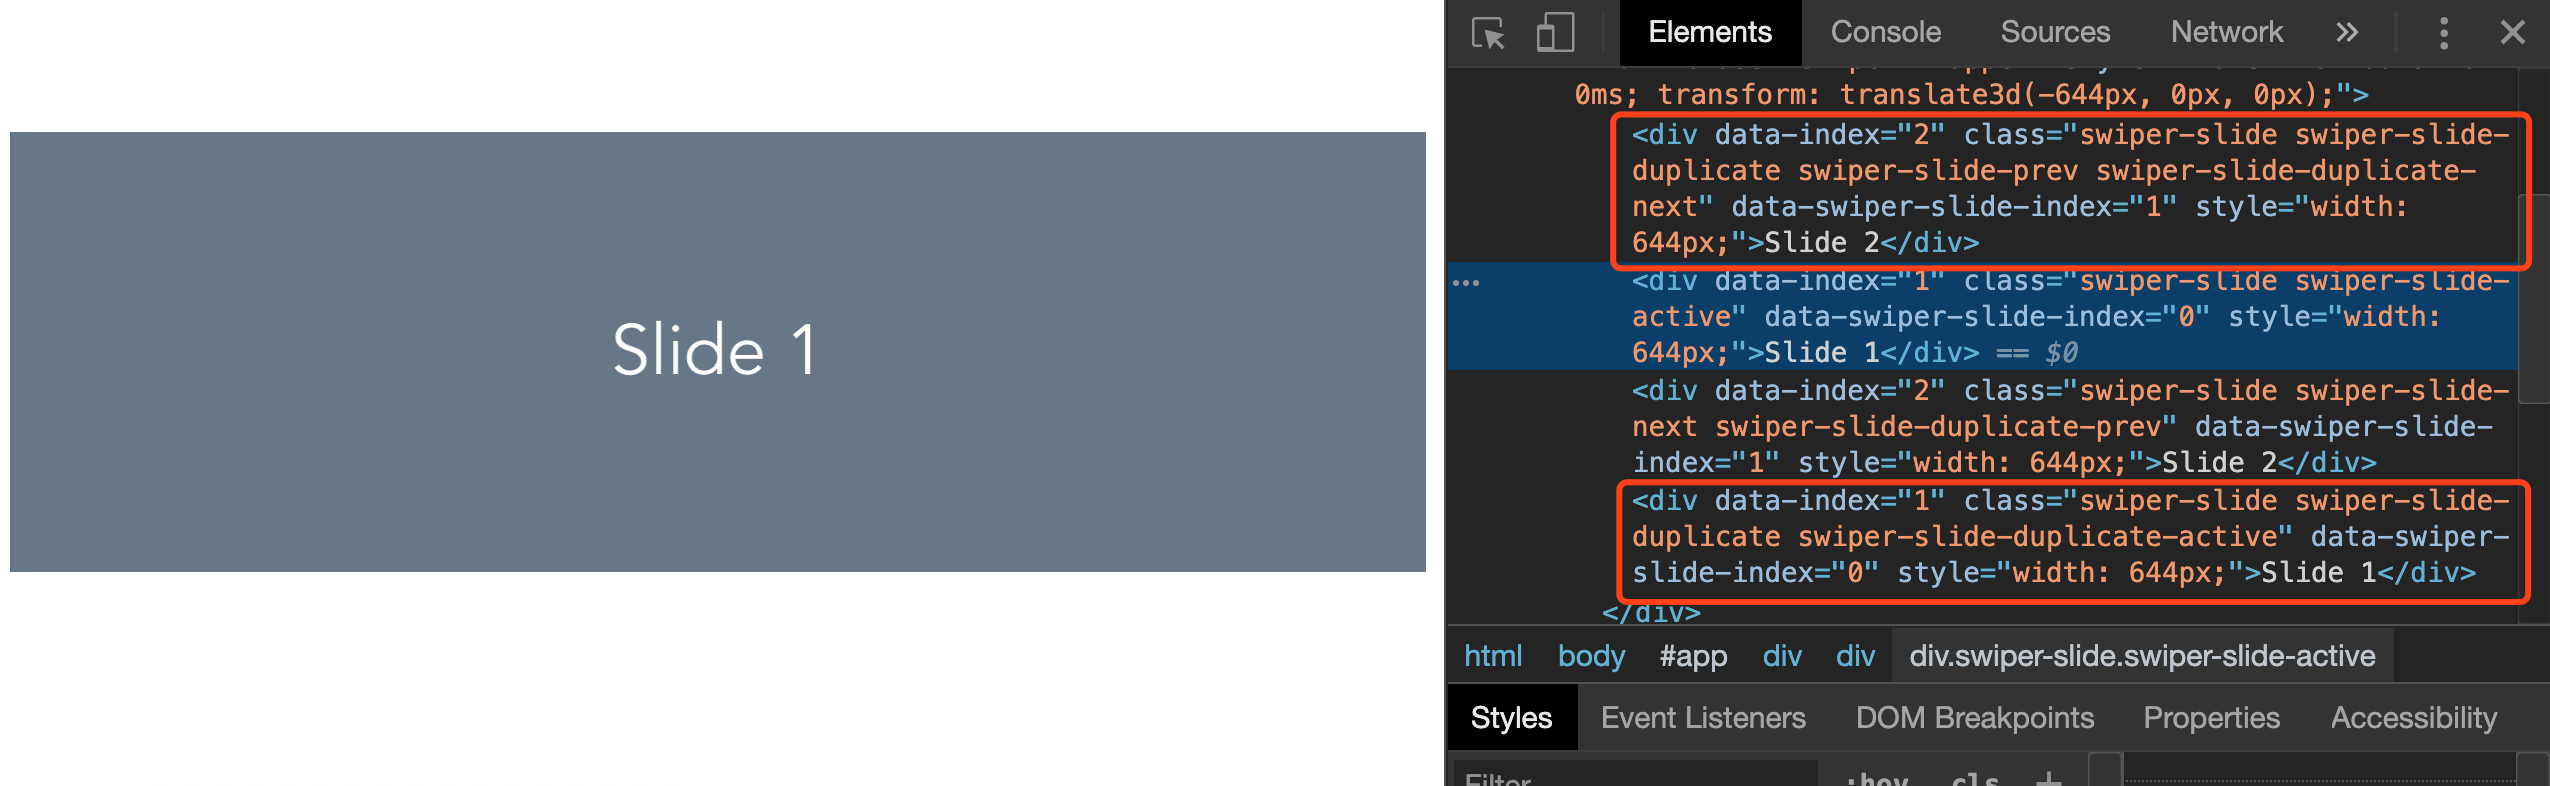 Slide 1
Elements Console Sources Network »
0ms; transform: translate3d(-644px, 0px, 0px);">
<div data-index="2" class="swiper-slide swiper-slide-
duplicate swiper-slide-prev swiper-slide-duplicate-
next" data-swiper-slide-index="1" style="width:
644px;">Slide 2</div>
<div data-index="1" class="swiper-slide swiper-slide-
active" data-swiper-slide-index="0" style="width:
644px;">Slide 1</div> == $0
<div data-index="2" class="swiper-slide swiper-slide-
next swiper-slide-duplicate-prev" data-swiper-slide-
index="1" style="width: 644px;">Slide 2</div>
<div data-index="1" class="swiper-slide swiper-slide-
duplicate swiper-slide-duplicate-active" data-swiper-
slide-index="0" style="width: 644px;">Slide 1</div>
</div>
html body #app div div div.swiper-slide.swiper-slide-active
Styles Event Listeners DOM Breakpoints Properties Accessibility
Filter :hov .cls +